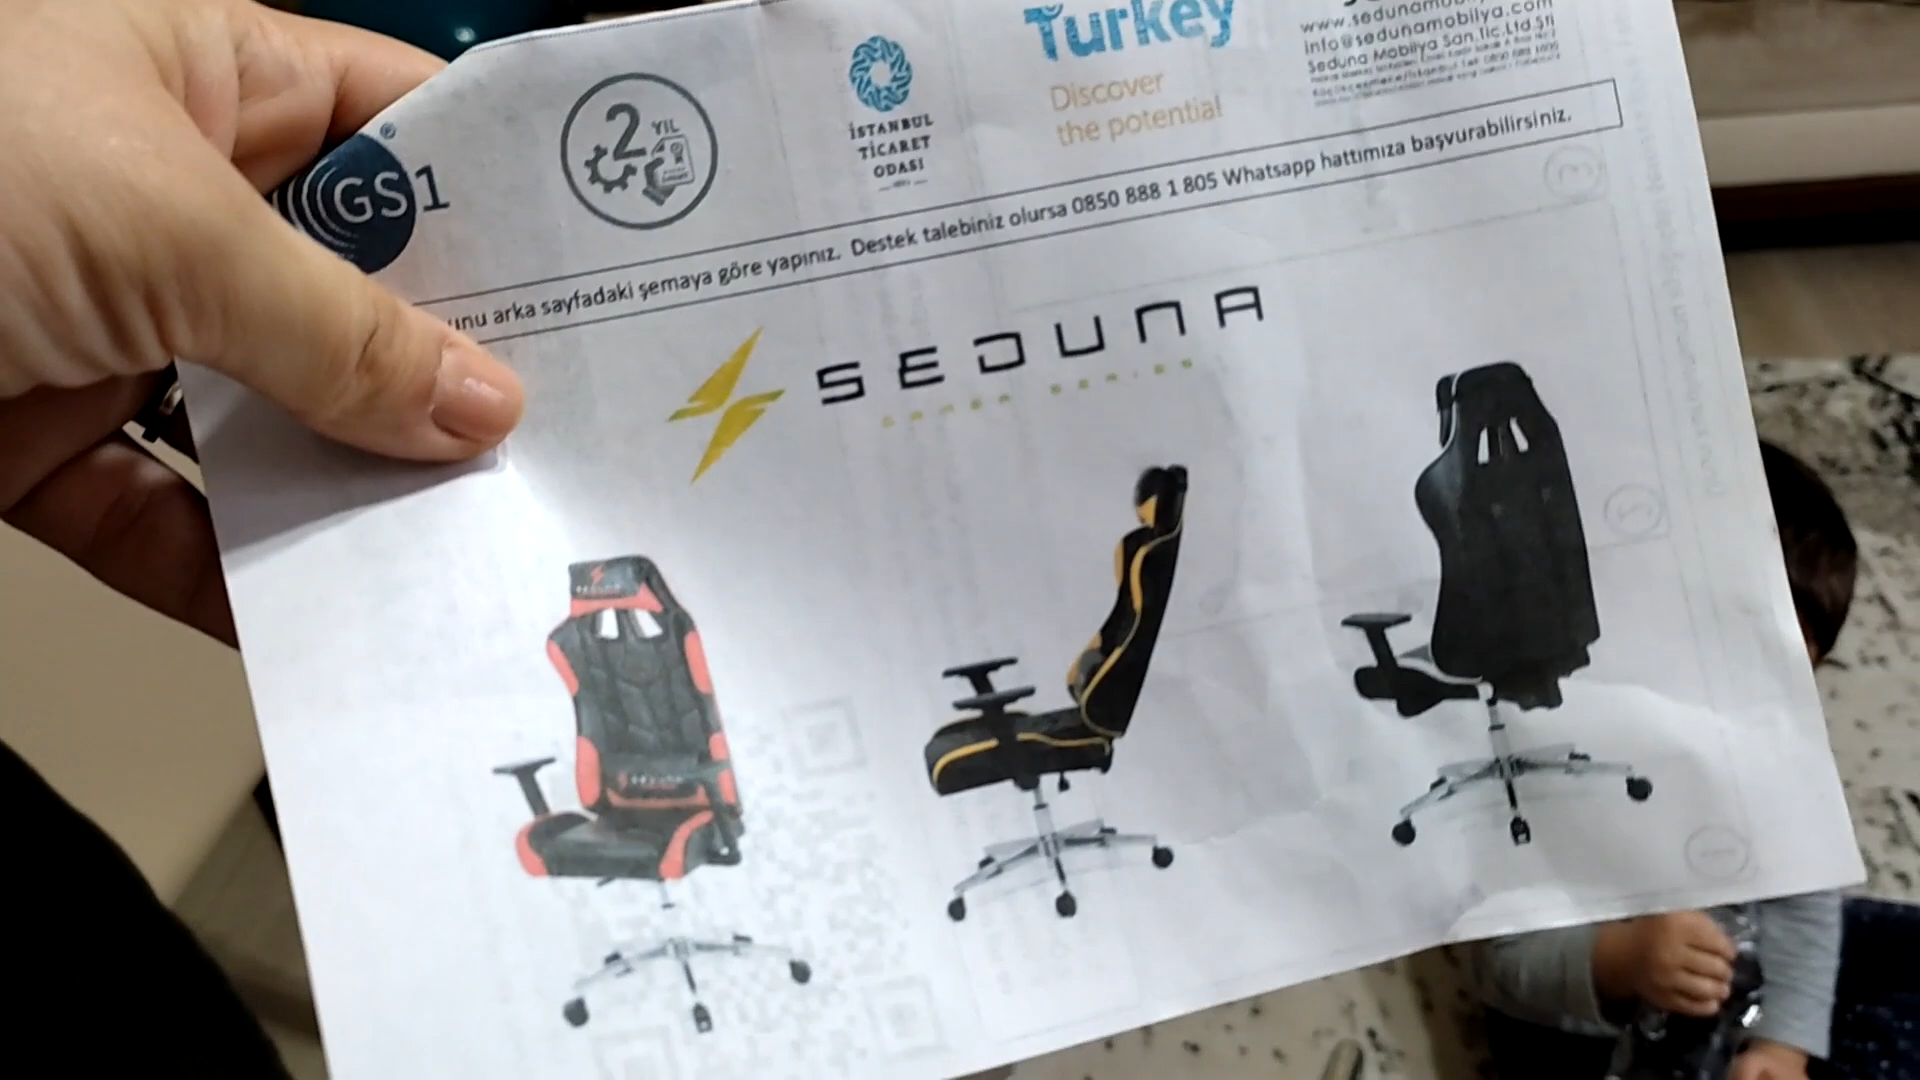 www.sedunamobilya.com
info@sedunamobilya.com
Seduna Mobilya San.Tic.Ltd.Şti
Turkey
Discover
the potential
İSTANBUL
TİCARET
ODASI
2
YIL
GS1®
arka sayfadaki şemaya göre yapınız. Destek talebiniz olursa 0850 888 1 805 Whatsapp hattımıza başvurabilirsiniz.
SEDUNA
GAMER SERIES